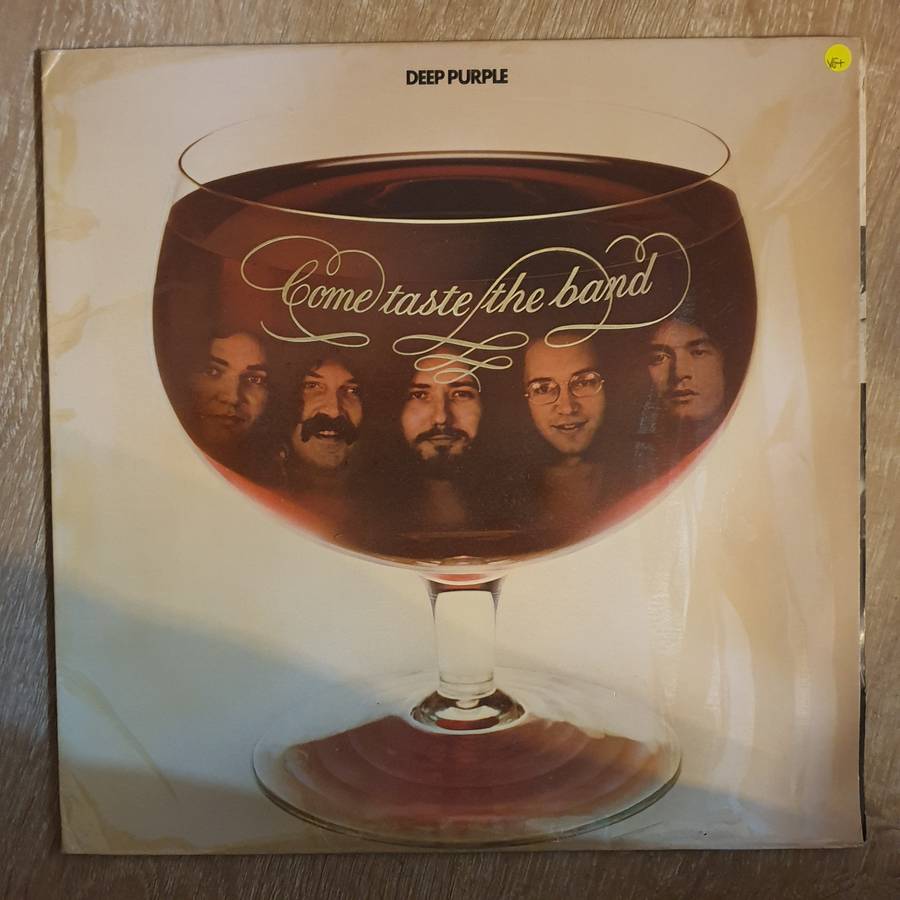 DEEP PURPLE
VG+
Come taste the band